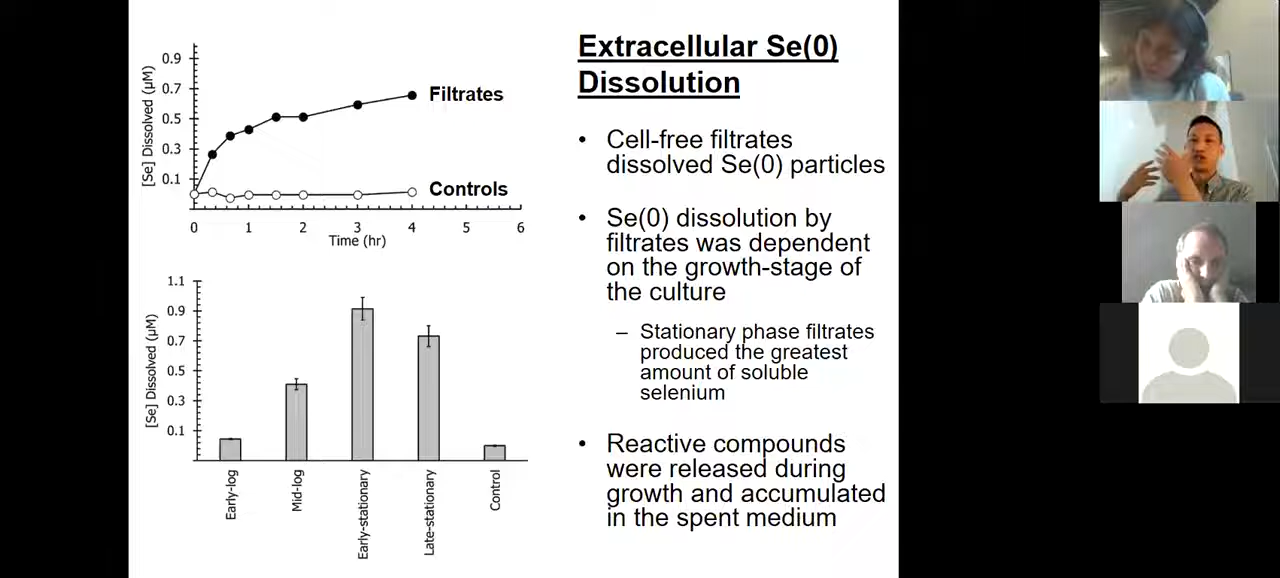 Extracellular Se(0)
Dissolution
• Cell-free filtrates
dissolved Se(0) particles
• Se(0) dissolution by
filtrates was dependent
on the growth-stage of
the culture
– Stationary phase filtrates
produced the greatest
amount of soluble
selenium
• Reactive compounds
were released during
growth and accumulated
in the spent medium
[Se] Dissolved (µM)
0.9
0.7
0.5
0.3
0.1
Filtrates
Controls
0 1 2 3 4 5 6
Time (hr)
[Se] Dissolved (µM)
1.1
0.9
0.7
0.5
0.3
0.1
Early-log
Mid-log
Early-stationary
Late-stationary
Control